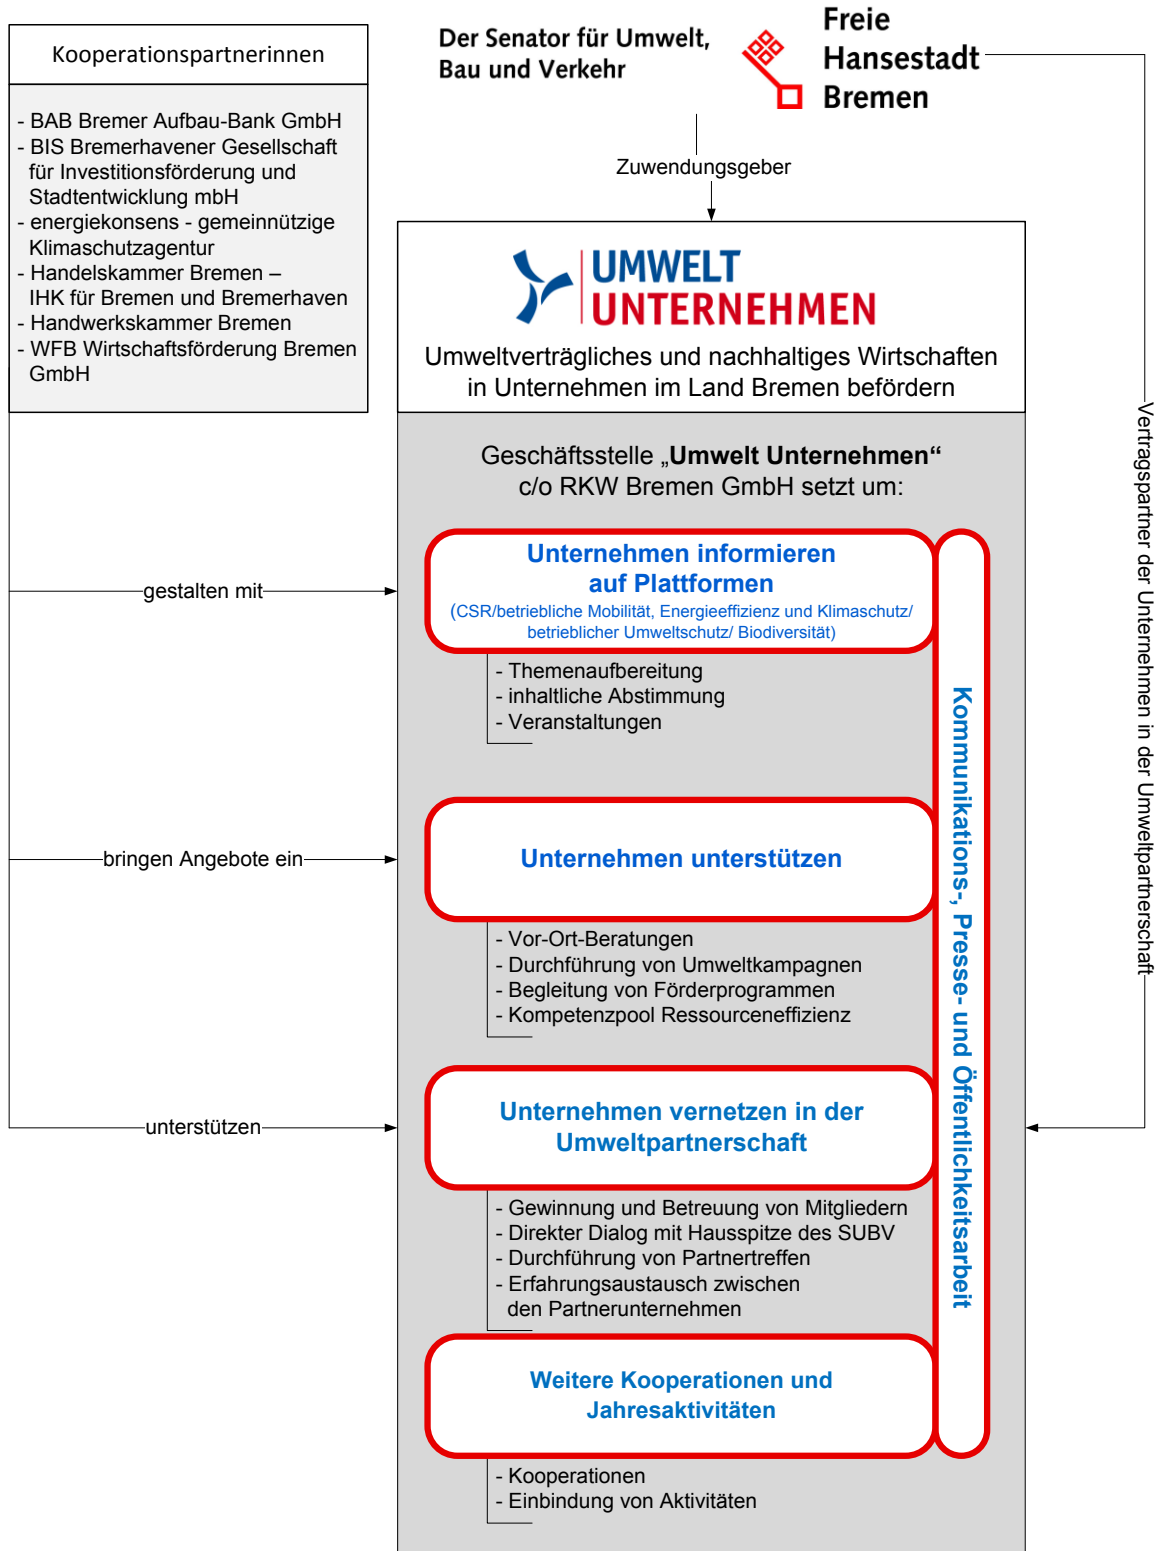 Kooperationspartnerinnen
- BAB Bremer Aufbau-Bank GmbH
- BIS Bremerhavener Gesellschaft
für Investitionsförderung und
Stadtentwicklung mbH
- energiekonsens - gemeinnützige
Klimaschutzagentur
- Handelskammer Bremen –
IHK für Bremen und Bremerhaven
- Handwerkskammer Bremen
- WFB Wirtschaftsförderung Bremen
GmbH
Der Senator für Umwelt,
Bau und Verkehr
Freie
Hansestadt
Bremen
Zuwendungsgeber
UMWELT
UNTERNEHMEN
Umweltverträgliches und nachhaltiges Wirtschaften
in Unternehmen im Land Bremen befördern
Geschäftsstelle „Umwelt Unternehmen“
c/o RKW Bremen GmbH setzt um:
gestalten mit
Unternehmen informieren
auf Plattformen
(CSR/betriebliche Mobilität, Energieeffizienz und Klimaschutz/
betrieblicher Umweltschutz/ Biodiversität)
- Themenaufbereitung
- inhaltliche Abstimmung
- Veranstaltungen
bringen Angebote ein
Unternehmen unterstützen
- Vor-Ort-Beratungen
- Durchführung von Umweltkampagnen
- Begleitung von Förderprogrammen
- Kompetenzpool Ressourceneffizienz
unterstützen
Unternehmen vernetzen in der
Umweltpartnerschaft
- Gewinnung und Betreuung von Mitgliedern
- Direkter Dialog mit Hausspitze des SUBV
- Durchführung von Partnertreffen
- Erfahrungsaustausch zwischen
den Partnerunternehmen
Weitere Kooperationen und
Jahresaktivitäten
- Kooperationen
- Einbindung von Aktivitäten
Kommunikations-, Presse- und Öffentlichkeitsarbeit
Vertragspartner der Unternehmen in der Umweltpartnerschaft